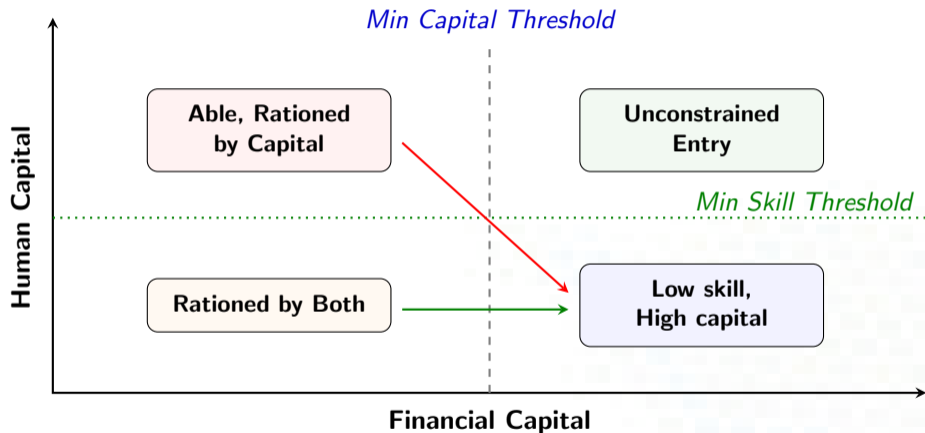 Min Capital Threshold
Able, Rationed
by Capital
Unconstrained
Entry
Min Skill Threshold
Human Capital
Rationed by Both
Low skill,
High capital
Financial Capital